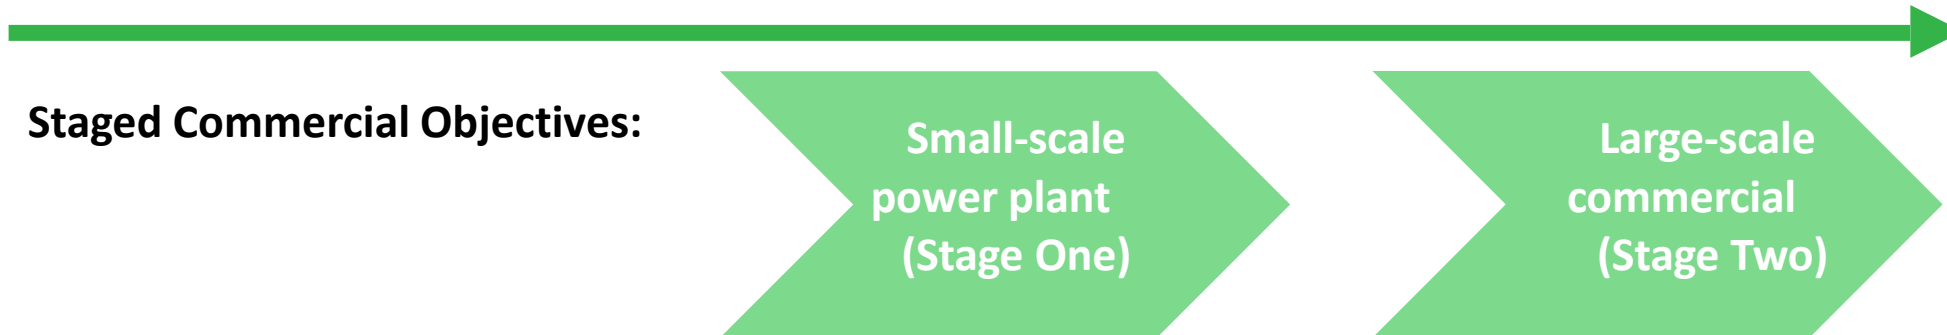 Staged Commercial Objectives:
Small-scale
power plant
(Stage One)
Large-scale
commercial
(Stage Two)